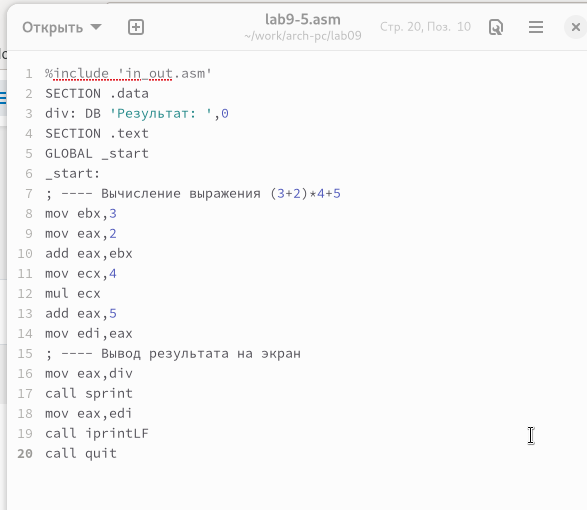 Открыть
lab9-5.asm
~/work/arch-pc/lab09
Стр. 20, Поз. 10
1 %include 'in_out.asm'
2 SECTION .data
3 div: DB 'Результат: ',0
4 SECTION .text
5 GLOBAL _start
6 _start:
7 ; ---- Вычисление выражения (3+2)*4+5
8 mov ebx,3
9 mov eax,2
10 add eax,ebx
11 mov ecx,4
12 mul ecx
13 add eax,5
14 mov edi,eax
15 ; ---- Вывод результата на экран
16 mov eax,div
17 call sprint
18 mov eax,edi
19 call iprintLF
20 call quit